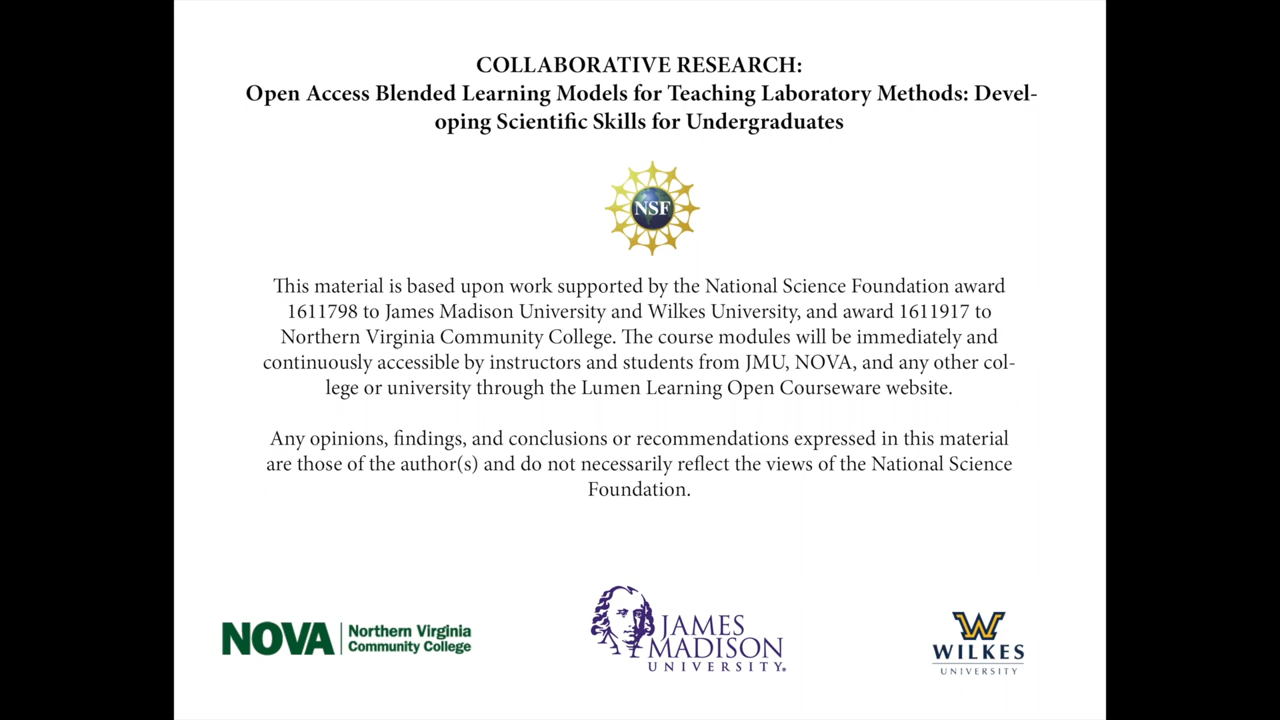 COLLABORATIVE RESEARCH:
Open Access Blended Learning Models for Teaching Laboratory Methods: Devel-
oping Scientific Skills for Undergraduates
NSF
This material is based upon work supported by the National Science Foundation award
1611798 to James Madison University and Wilkes University, and award 1611917 to
Northern Virginia Community College. The course modules will be immediately and
continuously accessible by instructors and students from JMU, NOVA, and any other col-
lege or university through the Lumen Learning Open Courseware website.
Any opinions, findings, and conclusions or recommendations expressed in this material
are those of the author(s) and do not necessarily reflect the views of the National Science
Foundation.
NOVA
Northern Virginia
Community College
JAMES
MADISON
UNIVERSITY®
W
WILKES
UNIVERSITY